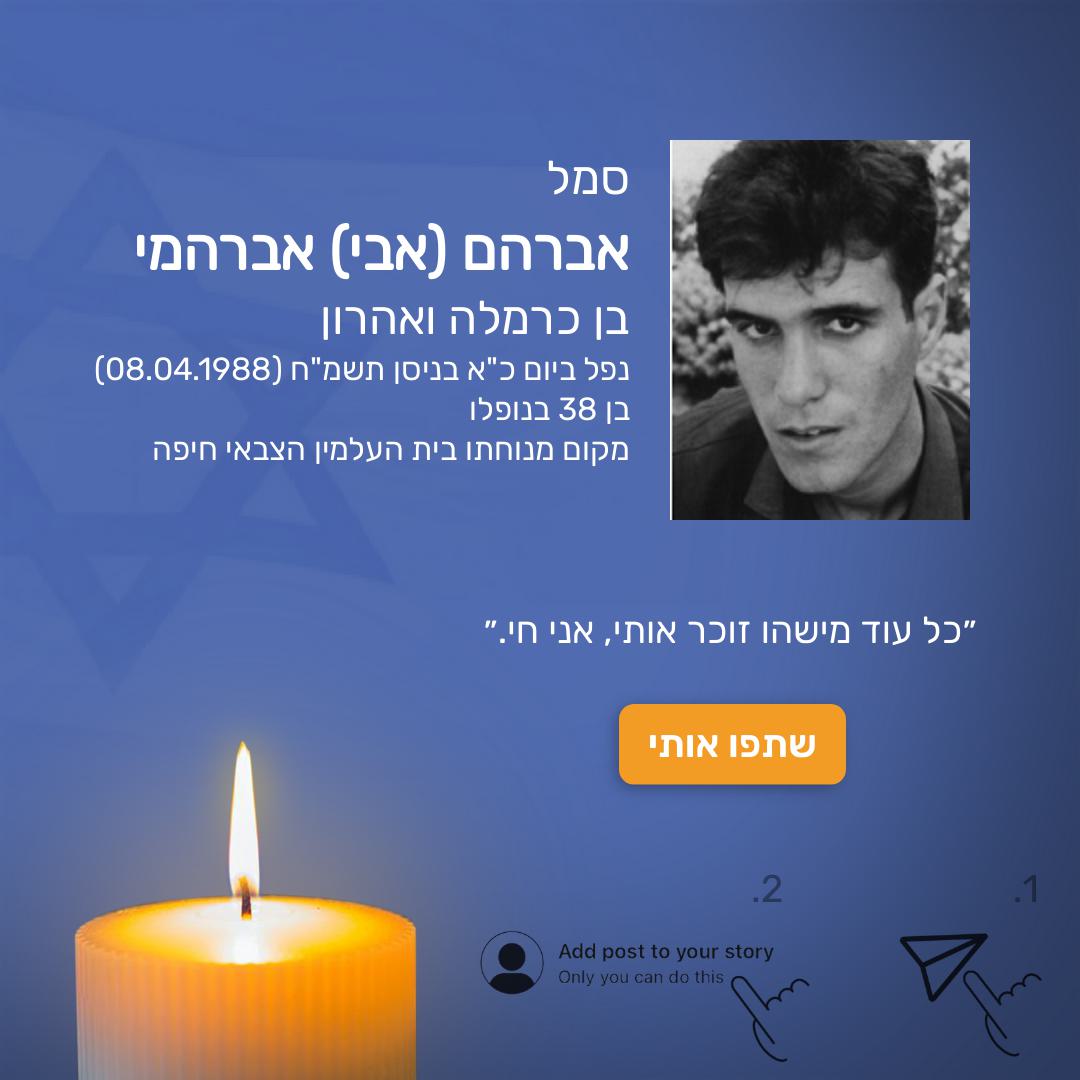 סמל
אברהם (אבי) אברהמי
בן כרמלה ואהרון
נפל ביום כ"א בניסן תשמ"ח (08.04.1988)
בן 38 בנופלו
מקום מנוחתו בית העלמין הצבאי חיפה
״כל עוד מישהו זוכר אותי, אני חי.״
שתפו אותי
.1
.2
Add post to your story
Only you can do this